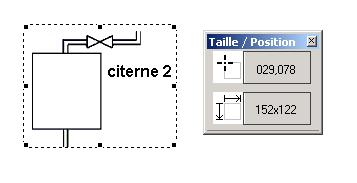 citerne 2
Taille / Position
029,078
152x122